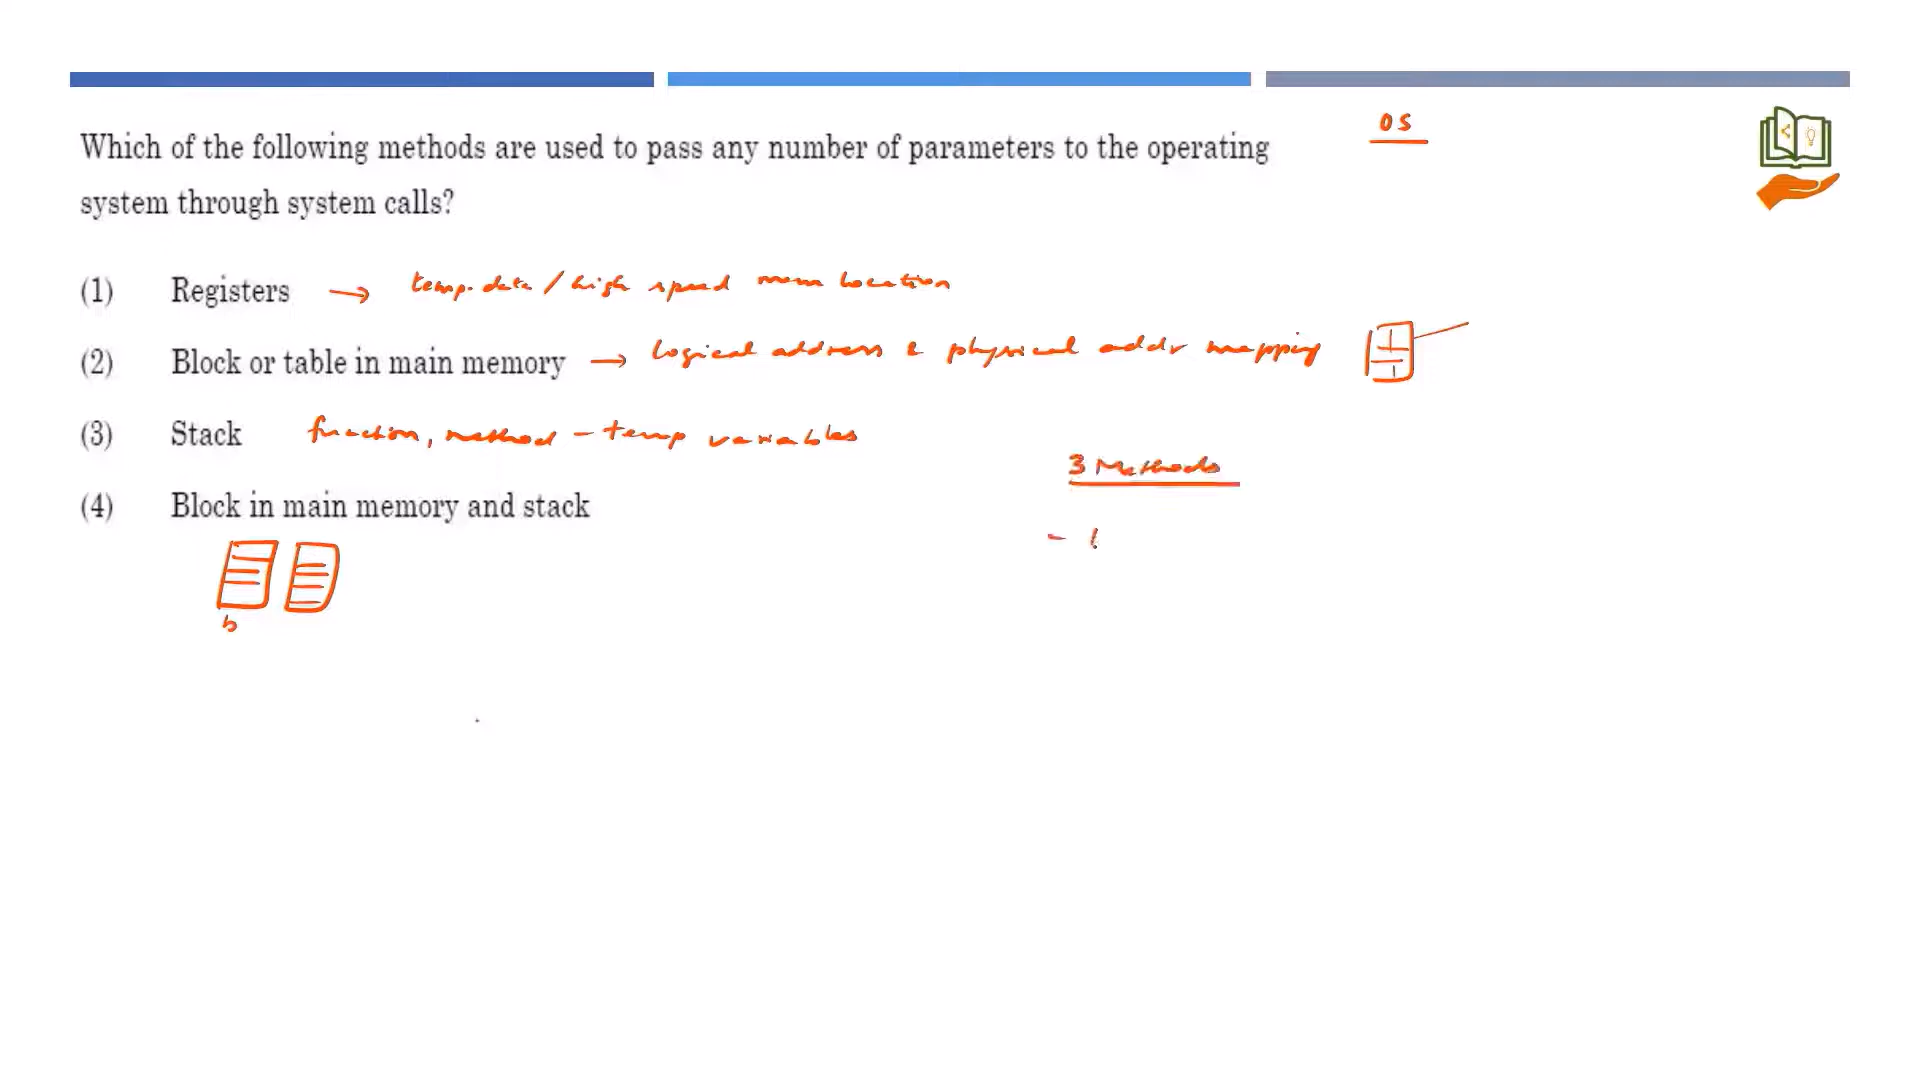 OS
Which of the following methods are used to pass any number of parameters to the operating
system through system calls?
(1) Registers → temp. data / high speed mem location
(2) Block or table in main memory → logical address & physical addr mapping
(3) Stack function, method - temp variables
3 Methods
(4) Block in main memory and stack
-
b